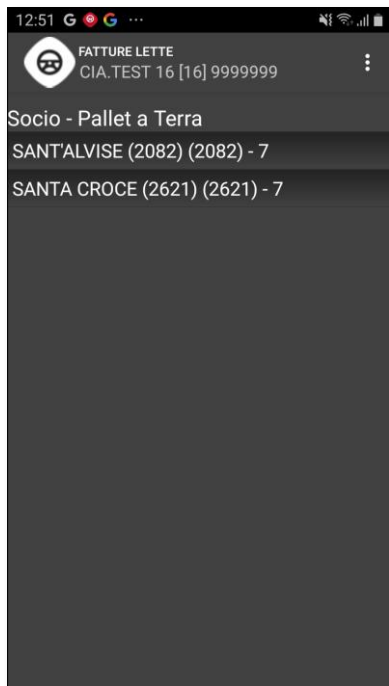 12:51 G G ...
FATTURE LETTE
CIA.TEST 16 [16] 9999999
Socio - Pallet a Terra
SANT'ALVISE (2082) (2082) - 7
SANTA CROCE (2621) (2621) - 7